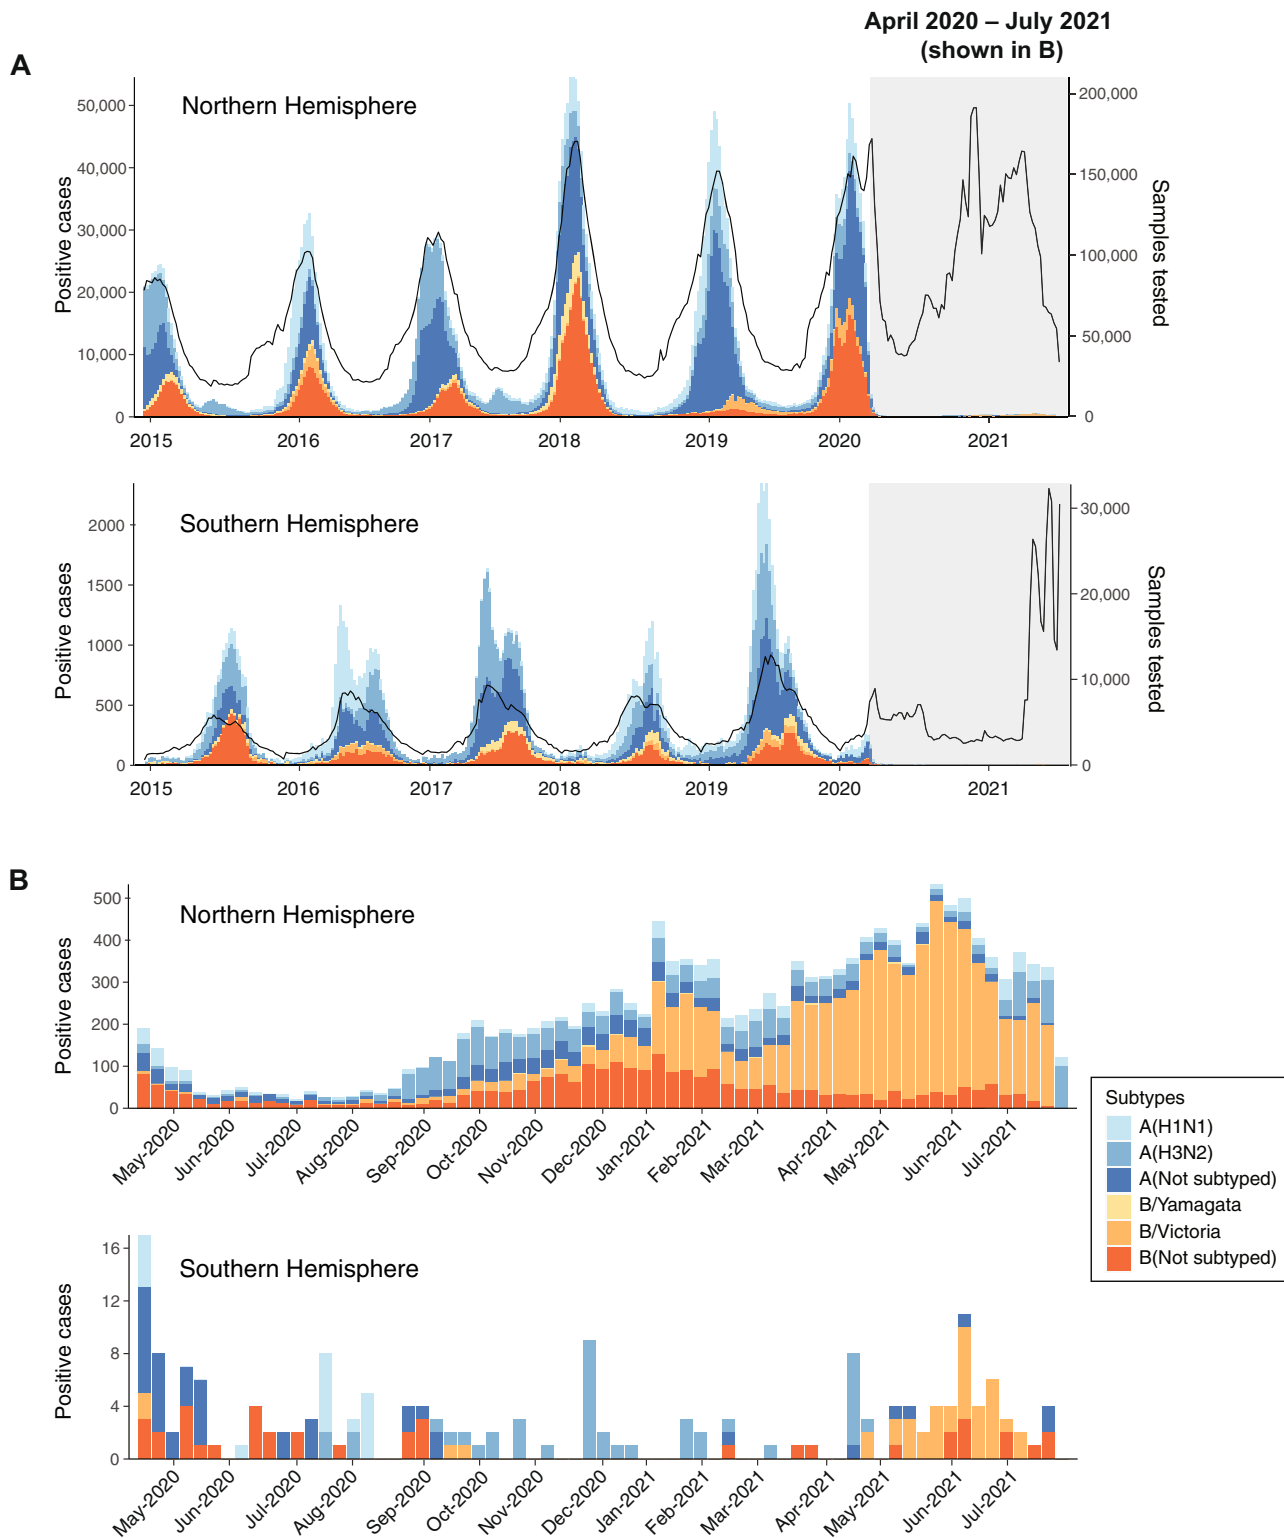 April 2020 – July 2021
(shown in B)
A
Northern Hemisphere
Positive cases
50,000
40,000
30,000
20,000
10,000
0
200,000
150,000
100,000
50,000
0
Samples tested
2015 2016 2017 2018 2019 2020 2021
Southern Hemisphere
Positive cases
2000
1500
1000
500
0
30,000
20,000
10,000
0
Samples tested
2015 2016 2017 2018 2019 2020 2021
B
Northern Hemisphere
Positive cases
500
400
300
200
100
0
May-2020 Jun-2020 Jul-2020 Aug-2020 Sep-2020 Oct-2020 Nov-2020 Dec-2020 Jan-2021 Feb-2021 Mar-2021 Apr-2021 May-2021 Jun-2021 Jul-2021
Subtypes
A(H1N1)
A(H3N2)
A(Not subtyped)
B/Yamagata
B/Victoria
B(Not subtyped)
Southern Hemisphere
Positive cases
16
12
8
4
0
May-2020 Jun-2020 Jul-2020 Aug-2020 Sep-2020 Oct-2020 Nov-2020 Dec-2020 Jan-2021 Feb-2021 Mar-2021 Apr-2021 May-2021 Jun-2021 Jul-2021